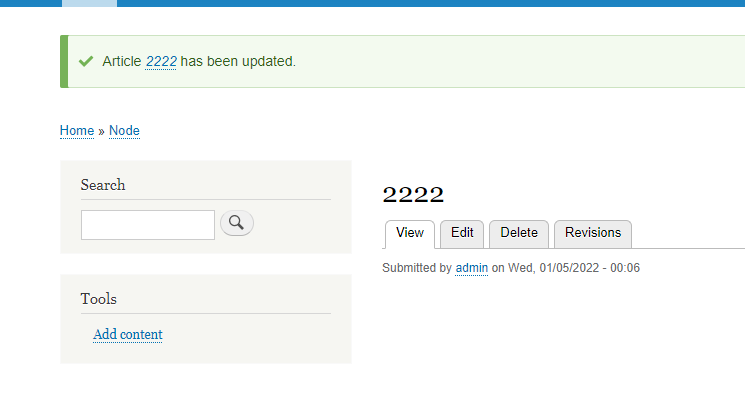 Article 2222 has been updated.
Home » Node
Search
Tools
Add content
2222
View Edit Delete Revisions
Submitted by admin on Wed, 01/05/2022 - 00:06